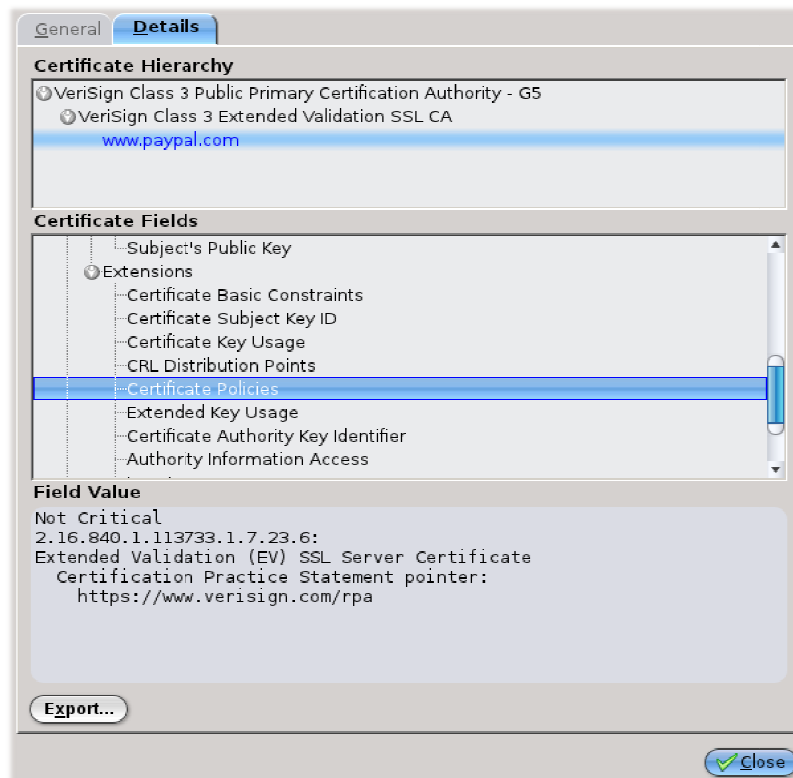 General
Details
Certificate Hierarchy
VeriSign Class 3 Public Primary Certification Authority - G5
VeriSign Class 3 Extended Validation SSL CA
www.paypal.com
Certificate Fields
Subject's Public Key
Extensions
Certificate Basic Constraints
Certificate Subject Key ID
Certificate Key Usage
CRL Distribution Points
Certificate Policies
Extended Key Usage
Certificate Authority Key Identifier
Authority Information Access
Field Value
Not Critical
2.16.840.1.113733.1.7.23.6:
Extended Validation (EV) SSL Server Certificate
Certification Practice Statement pointer:
https://www.verisign.com/rpa
Export...
Close